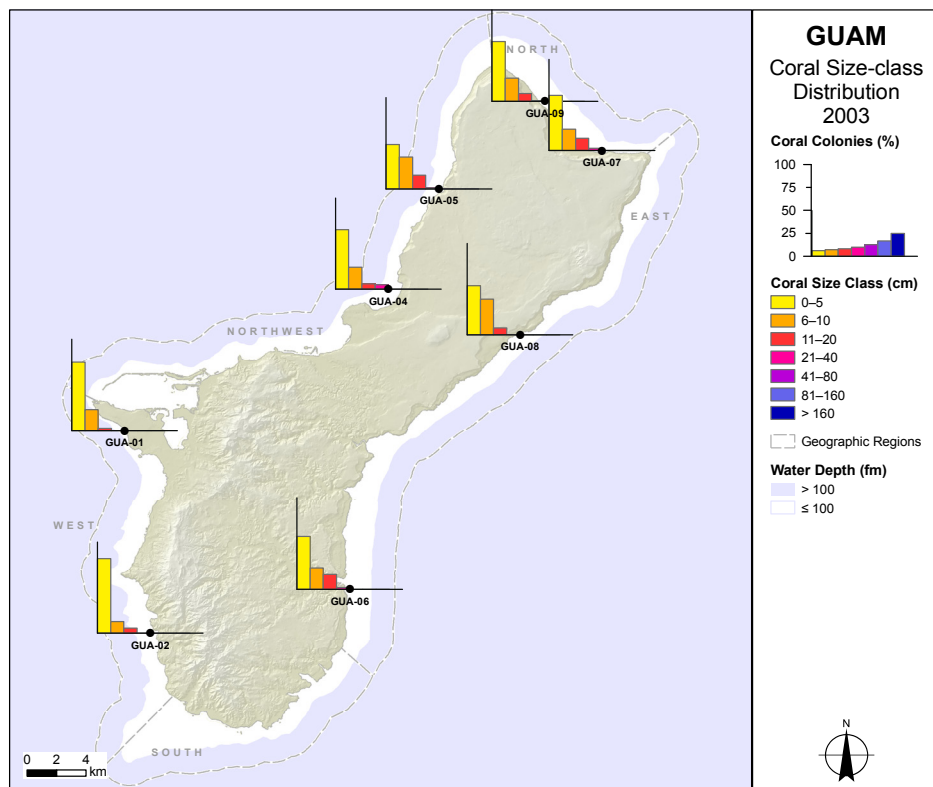 NORTH
GUA-09
GUA-07
GUA-05
EAST
GUA-04
NORTHWEST
GUA-08
GUA-01
WEST
GUA-06
GUA-02
SOUTH
0 2 4
km
GUAM
Coral Size-class
Distribution
2003
Coral Colonies (%)
100
75
50
25
0
Coral Size Class (cm)
0–5
6–10
11–20
21–40
41–80
81–160
> 160
Geographic Regions
Water Depth (fm)
> 100
≤ 100
N